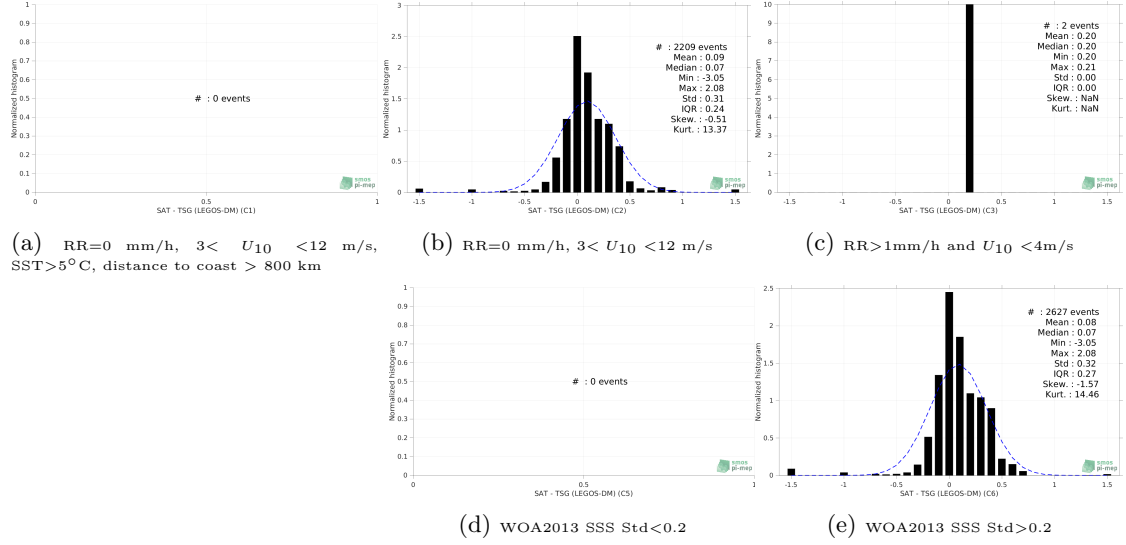 1
0.9
0.8
0.7
0.6
0.5
0.4
0.3
0.2
0.1
0
Normalized histogram
# : 0 events
0
0.5
1
SAT - TSG (LEGOS-DM) (C1)
smos
pi-mep
(a) RR=0 mm/h, 3< U10 <12 m/s,
SST>5°C, distance to coast > 800 km
3
2.5
2
1.5
1
0.5
0
Normalized histogram
# : 2209 events
Mean : 0.09
Median : 0.07
Min : -3.05
Max : 2.08
Std : 0.31
IQR : 0.24
Skew. : -0.51
Kurt. : 13.37
-1.5
-1
-0.5
0
0.5
1
1.5
SAT - TSG (LEGOS-DM) (C2)
smos
pi-mep
(b) RR=0 mm/h, 3< U10 <12 m/s
10
9
8
7
6
5
4
3
2
1
0
Normalized histogram
# : 2 events
Mean : 0.20
Median : 0.20
Min : 0.20
Max : 0.21
Std : 0.00
IQR : 0.00
Skew. : NaN
Kurt. : NaN
-1.5
-1
-0.5
0
0.5
1
1.5
SAT - TSG (LEGOS-DM) (C3)
smos
pi-mep
(c) RR>1mm/h and U10 <4m/s
1
0.9
0.8
0.7
0.6
0.5
0.4
0.3
0.2
0.1
0
Normalized histogram
# : 0 events
0
0.5
1
SAT - TSG (LEGOS-DM) (C5)
smos
pi-mep
(d) WOA2013 SSS Std<0.2
2.5
2
1.5
1
0.5
0
Normalized histogram
# : 2627 events
Mean : 0.08
Median : 0.07
Min : -3.05
Max : 2.08
Std : 0.32
IQR : 0.27
Skew. : -1.57
Kurt. : 14.46
-1.5
-1
-0.5
0
0.5
1
1.5
SAT - TSG (LEGOS-DM) (C6)
smos
pi-mep
(e) WOA2013 SSS Std>0.2